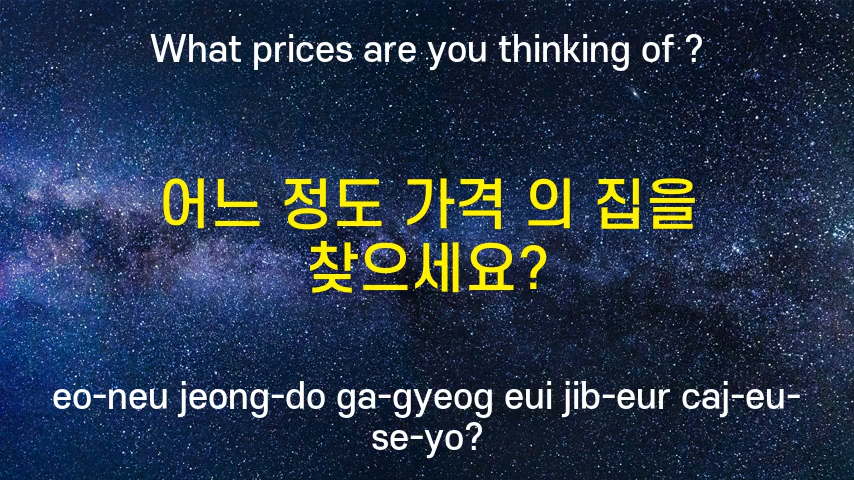 What prices are you thinking of ?
어느 정도 가격 의 집을
찾으세요?
eo-neu jeong-do ga-gyeog eui jib-eur caj-eu-
se-yo?